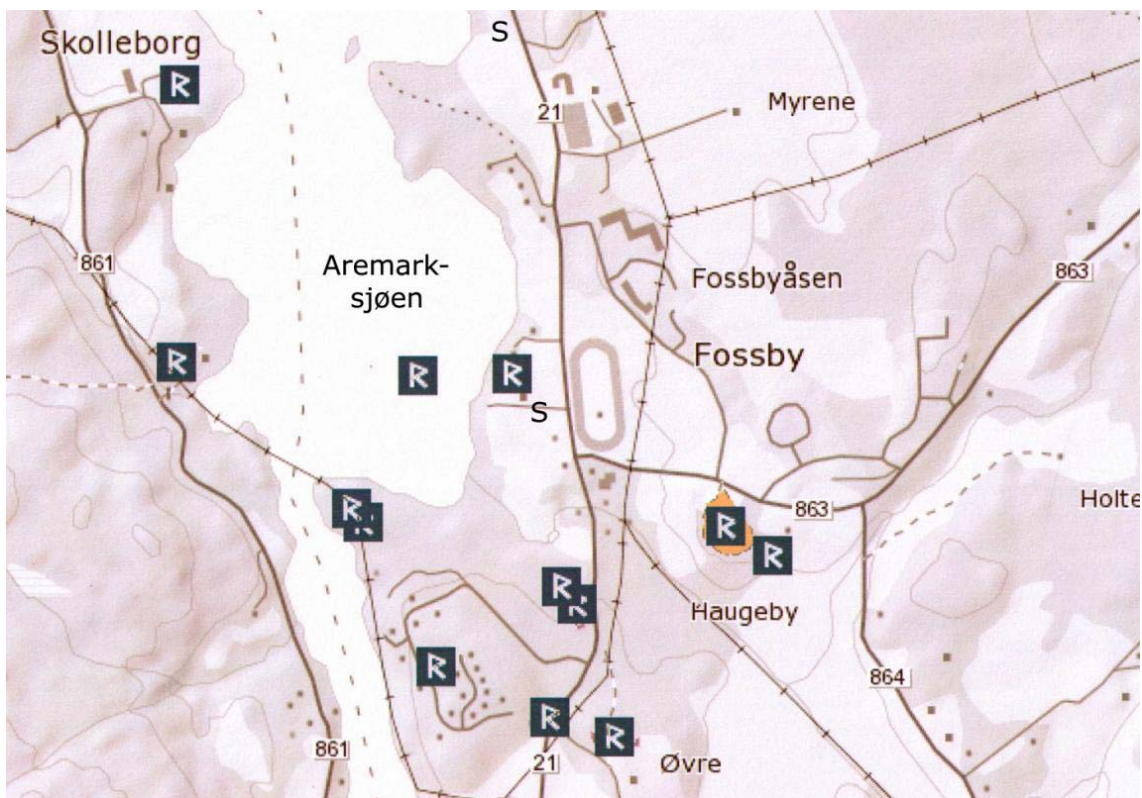 S
Skolleborg
R
21
Myrene
861
Aremark-
sjøen
Fossbyåsen
863
Fossby
R
R
R
S
Holte
R
R
863
R
R
R
R
Haugeby
R
864
R
R
861
21
Øvre